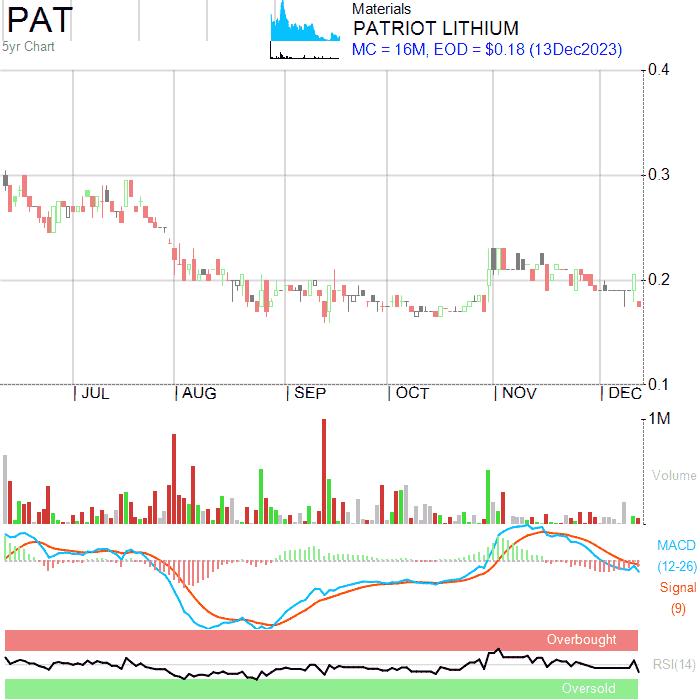 PAT
5yr Chart
Materials
PATRIOT LITHIUM
MC = 16M, EOD = $0.18 (13Dec2023)
0.4
0.3
0.2
0.1
JUL AUG SEP OCT NOV DEC
1M
Volume
MACD
(12-26)
Signal
(9)
Overbought
RSI(14)
Oversold